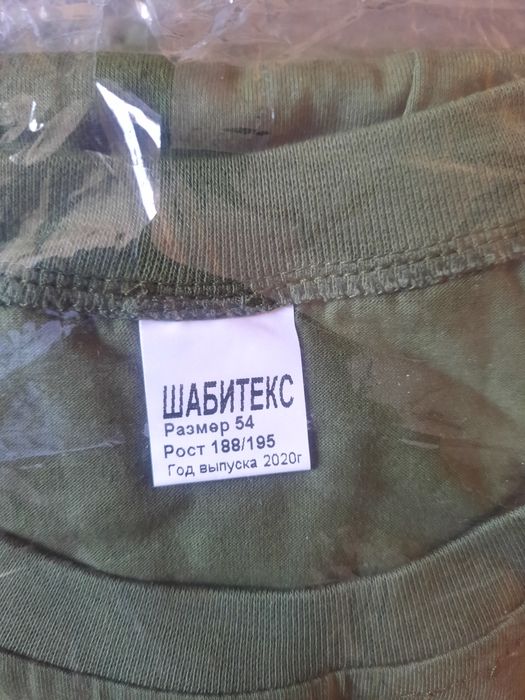 ШАБИТЕКС
Размер 54
Рост 188/195
Год выпуска 2020г